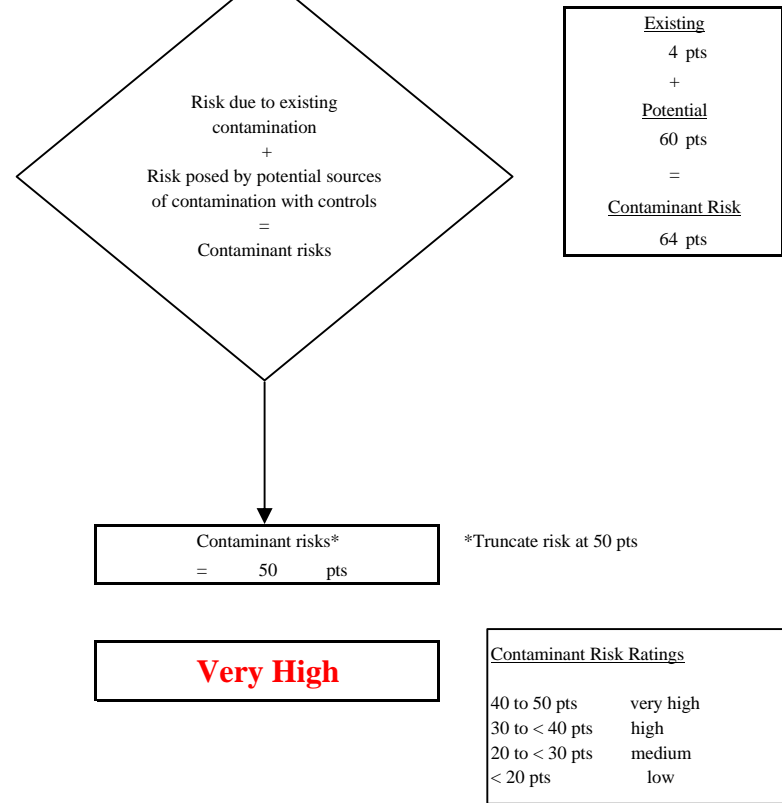 Risk due to existing
contamination
+
Risk posed by potential sources
of contamination with controls
=
Contaminant risks
Existing
4 pts
+
Potential
60 pts
=
Contaminant Risk
64 pts
Contaminant risks*
= 50 pts
*Truncate risk at 50 pts
Very High
Contaminant Risk Ratings
40 to 50 pts very high
30 to < 40 pts high
20 to < 30 pts medium
< 20 pts low